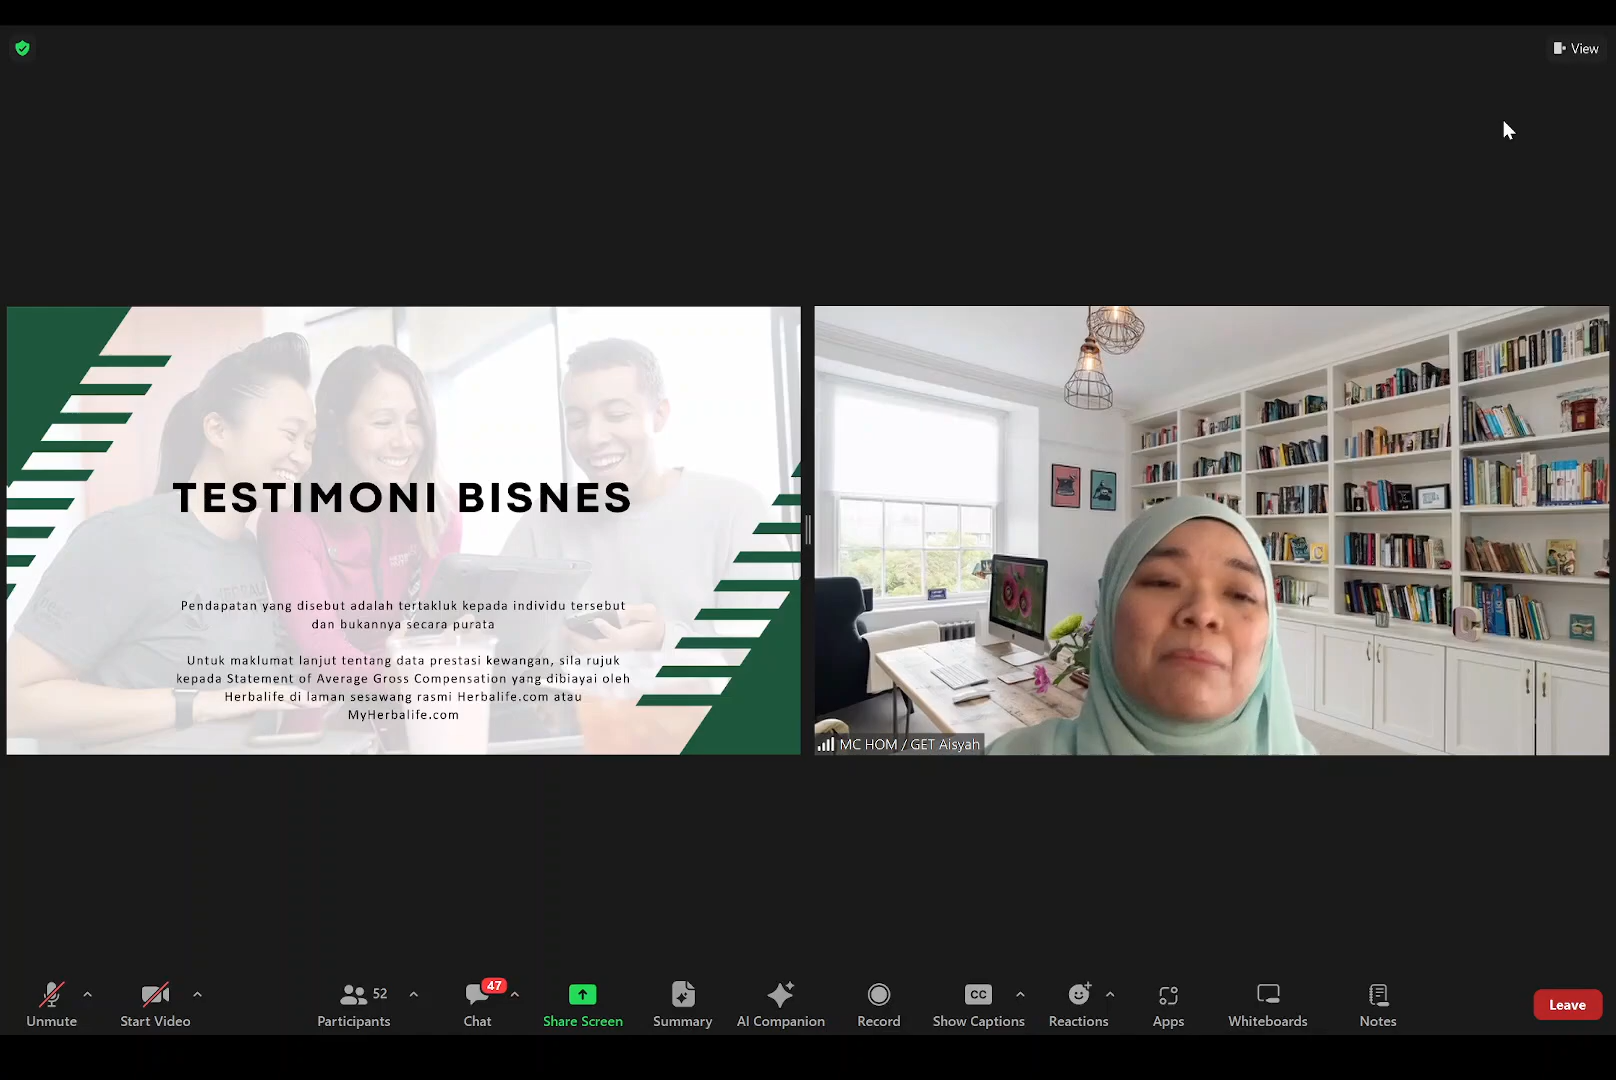 View
TESTIMONI BISNES
Pendapatan yang disebut adalah tertakluk kepada individu tersebut
dan bukannya secara purata
Untuk maklumat lanjut tentang data prestasi kewangan, sila rujuk
kepada Statement of Average Gross Compensation yang dibiayai oleh
Herbalife di laman sesawang rasmi Herbalife.com atau
MyHerbalife.com
MC HOM / GET Aisyah
52
47
CC
Unmute
Start Video
Participants
Chat
Share Screen
Summary
AI Companion
Record
Show Captions
Reactions
Apps
Whiteboards
Notes
Leave